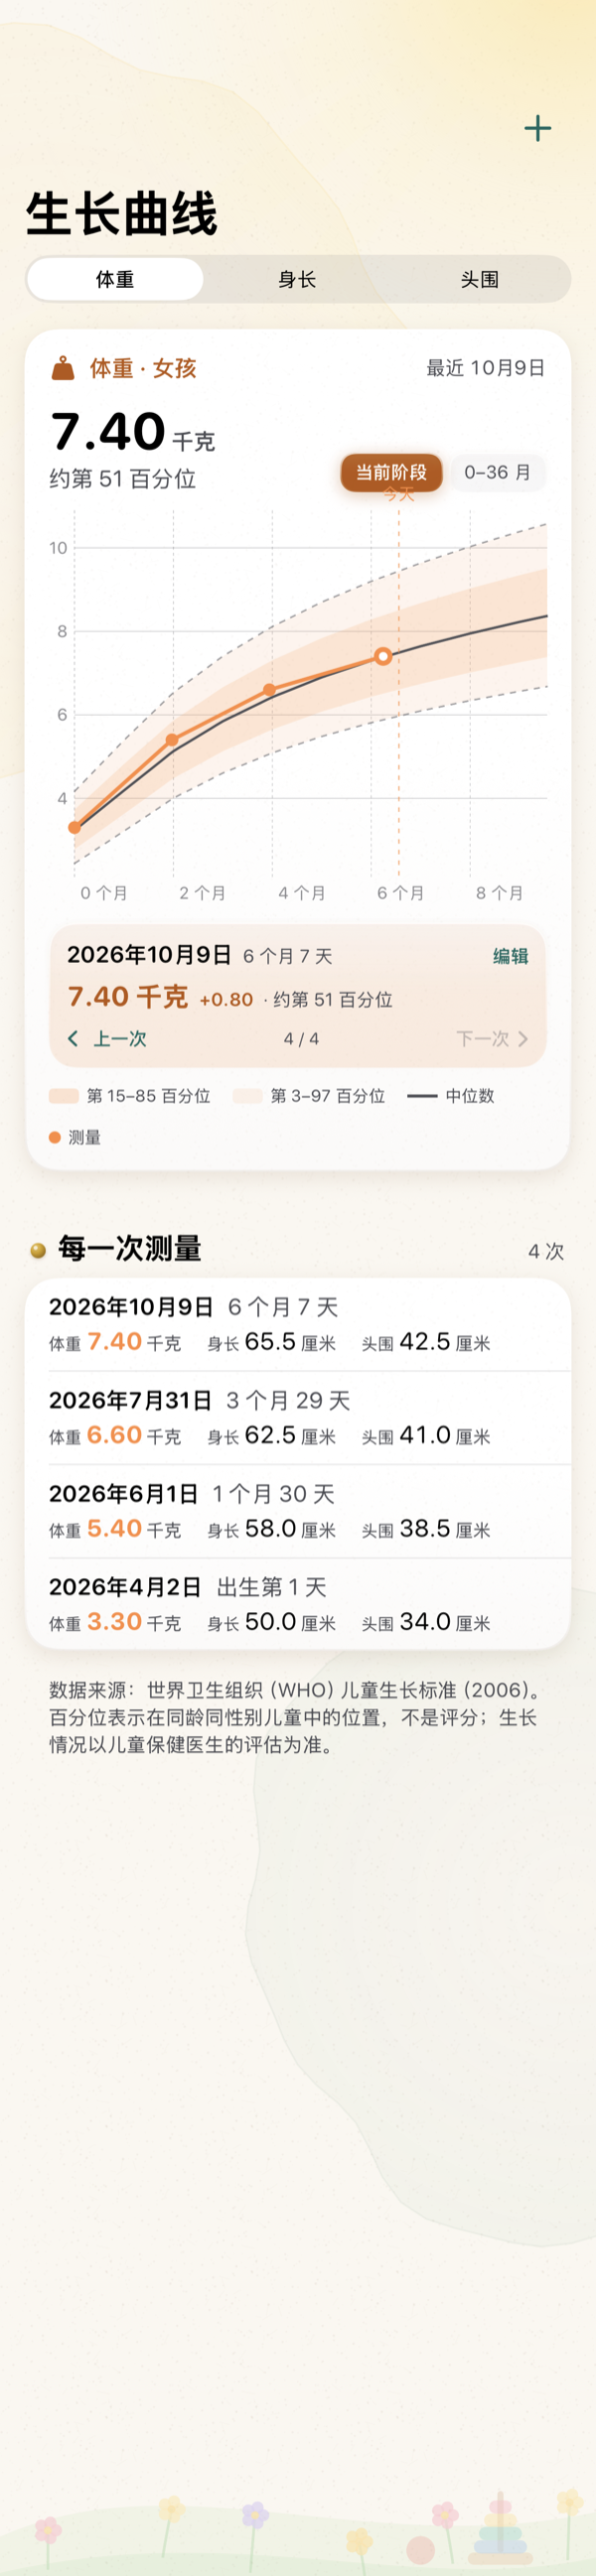 生长曲线
体重 身长 头围
体重 · 女孩 最近 10月9日
7.40 千克
约第 51 百分位 当前阶段 0–36 月
今天
10
8
6
4
0 个月 2 个月 4 个月 6 个月 8 个月
2026年10月9日 6 个月 7 天 编辑
7.40 千克 +0.80 · 约第 51 百分位
上一次 4 / 4 下一次
第 15–85 百分位 第 3–97 百分位 中位数
测量
每一次测量 4 次
2026年10月9日 6 个月 7 天
体重 7.40 千克 身长 65.5 厘米 头围 42.5 厘米
2026年7月31日 3 个月 29 天
体重 6.60 千克 身长 62.5 厘米 头围 41.0 厘米
2026年6月1日 1 个月 30 天
体重 5.40 千克 身长 58.0 厘米 头围 38.5 厘米
2026年4月2日 出生第 1 天
体重 3.30 千克 身长 50.0 厘米 头围 34.0 厘米
数据来源：世界卫生组织 (WHO) 儿童生长标准 (2006)。
百分位表示在同龄同性别儿童中的位置，不是评分；生长
情况以儿童保健医生的评估为准。